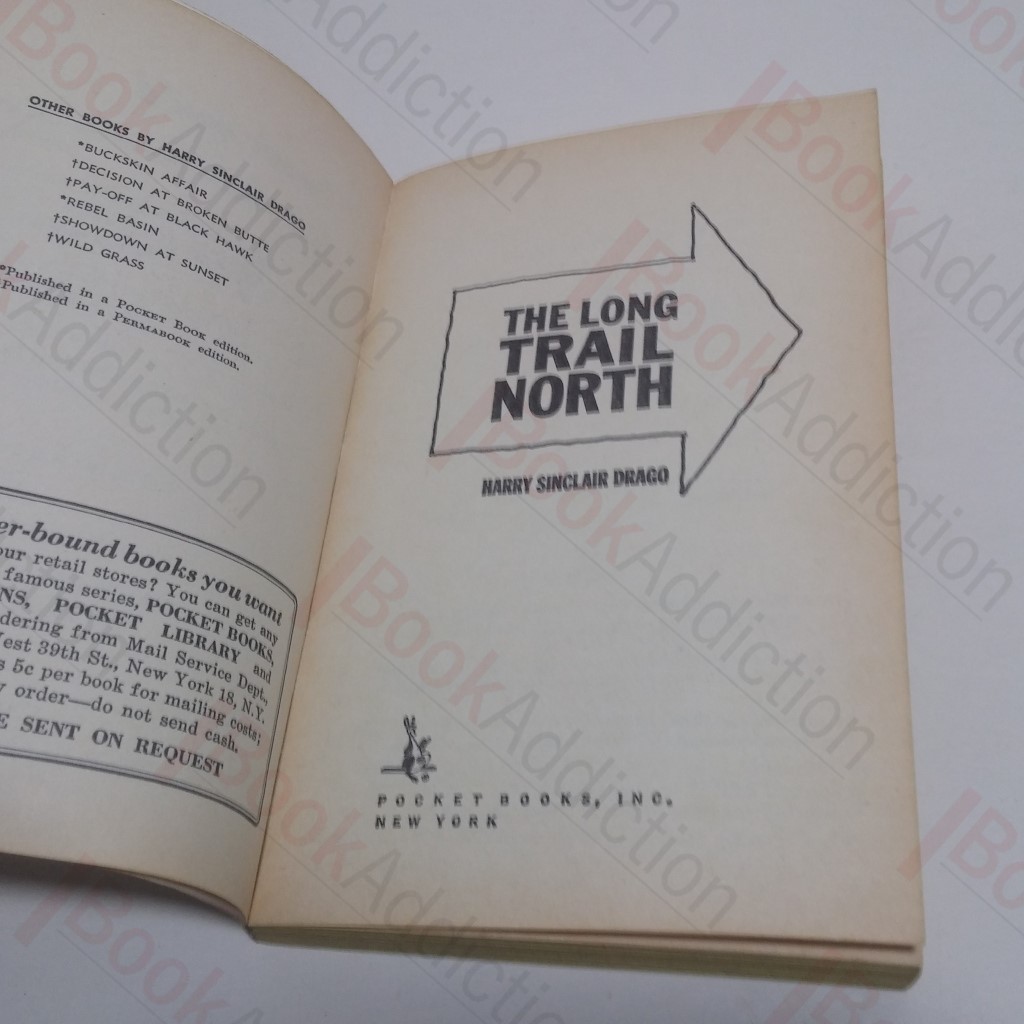 OTHER BOOKS BY HARRY SINCLAIR DRAGO
*BUCKSKIN AFFAIR
†DECISION AT BROKEN BUTTE
†PAY-OFF AT BLACK HAWK
*REBEL BASIN
†SHOWDOWN AT SUNSET
†WILD GRASS
*Published in a POCKET BOOK edition.
†Published in a PERMABOOK edition.
er-bound books you want
our retail stores? You can get any
famous series, POCKET BOOKS,
NS, POCKET LIBRARY and
dering from Mail Service Dept.,
West 39th St., New York 18, N.Y.
s 5c per book for mailing costs;
y order—do not send cash.
E SENT ON REQUEST
THE LONG
TRAIL
NORTH
HARRY SINCLAIR DRAGO
POCKET BOOKS, INC.
NEW YORK
BookAddiction